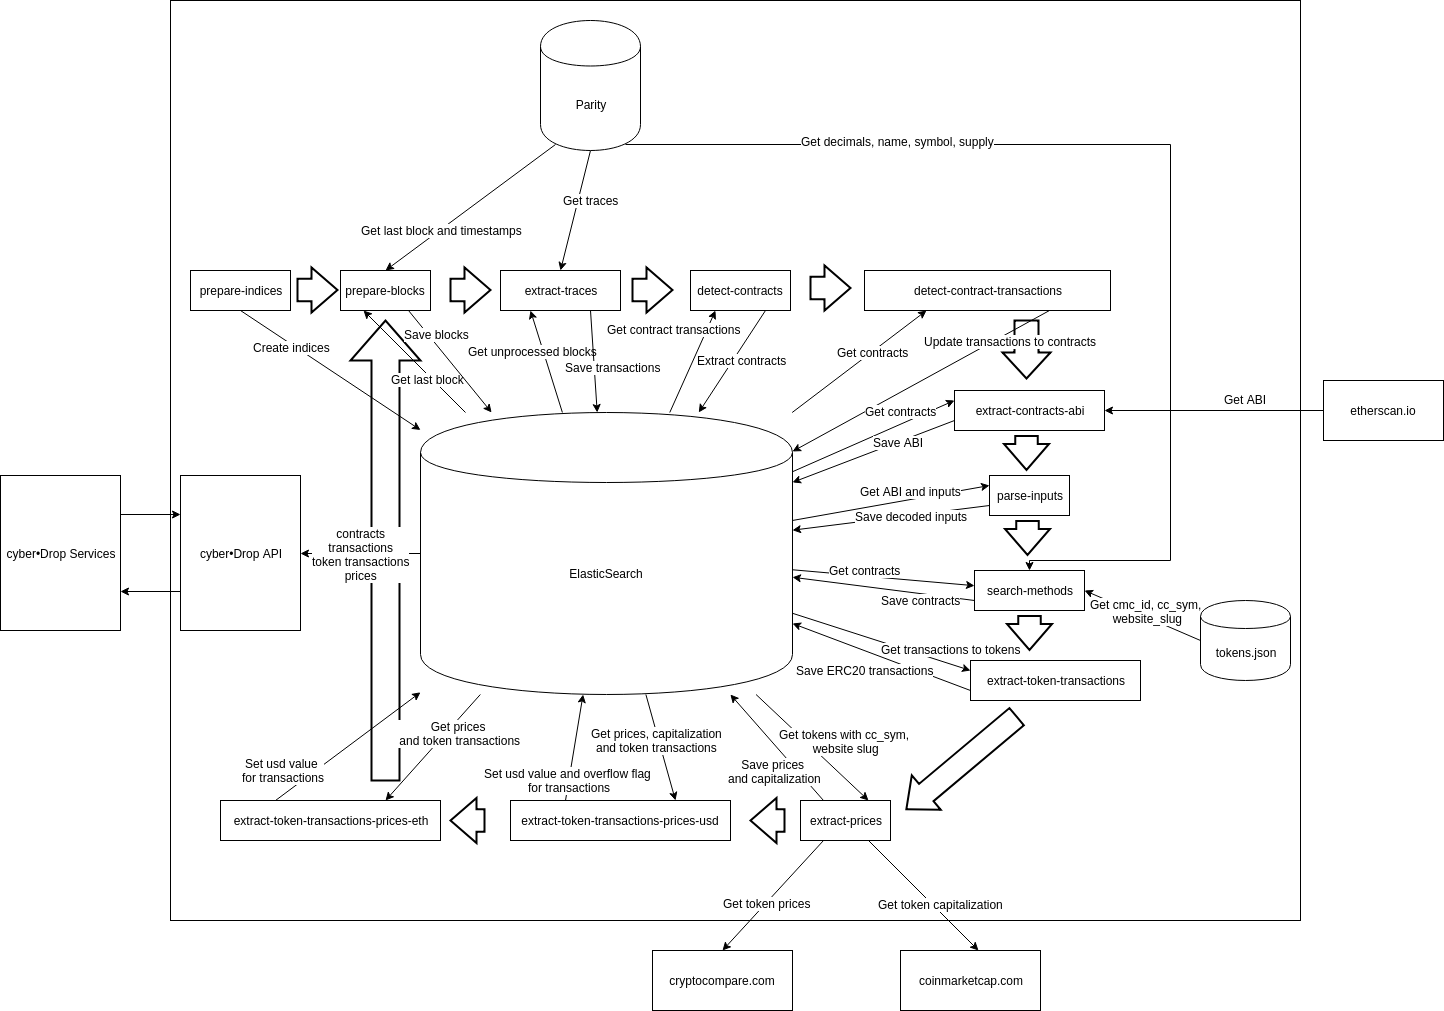 Parity
Get decimals, name, symbol, supply
Get traces
Get last block and timestamps
prepare-indices
prepare-blocks
extract-traces
detect-contracts
detect-contract-transactions
Create indices
Save blocks
Get last block
Get unprocessed blocks
Save transactions
Get contract transactions
Extract contracts
Get contracts
Update transactions to contracts
Get contracts
Save ABI
extract-contracts-abi
Get ABI
etherscan.io
Get ABI and inputs
Save decoded inputs
parse-inputs
cyber•Drop Services
cyber•Drop API
contracts
transactions
token transactions
prices
ElasticSearch
Get contracts
Save contracts
search-methods
Get cmc_id, cc_sym,
website_slug
tokens.json
Get transactions to tokens
Save ERC20 transactions
extract-token-transactions
Set usd value
for transactions
Get prices
and token transactions
Set usd value and overflow flag
for transactions
Get prices, capitalization
and token transactions
Save prices
and capitalization
Get tokens with cc_sym,
website slug
extract-token-transactions-prices-eth
extract-token-transactions-prices-usd
extract-prices
Get token prices
Get token capitalization
cryptocompare.com
coinmarketcap.com